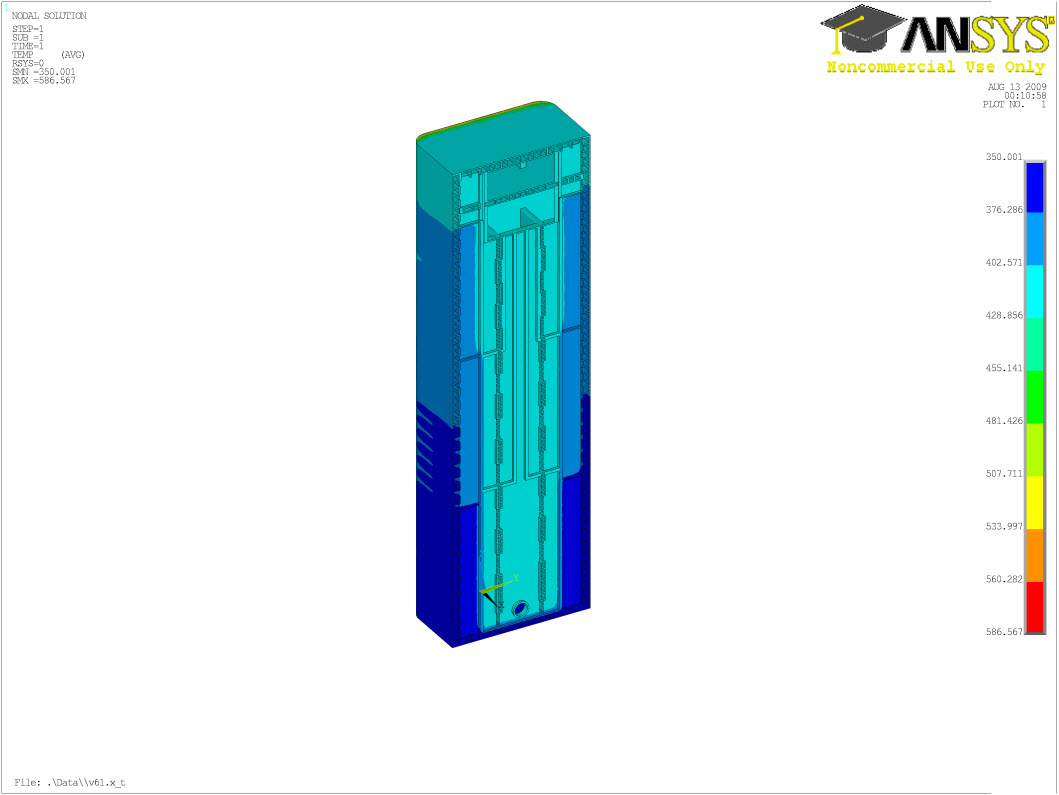 1
NODAL SOLUTION
STEP=1
SUB =1
TIME=1
TEMP (AVG)
RSYS=0
SMN =350.001
SMX =586.567
ANSYS
Noncommercial Use Only
AUG 13 2009
00:10:58
PLOT NO. 1
350.001
376.286
402.571
428.856
455.141
481.426
507.711
533.997
560.282
586.567
Y
File: .\Data\\v61.x_t